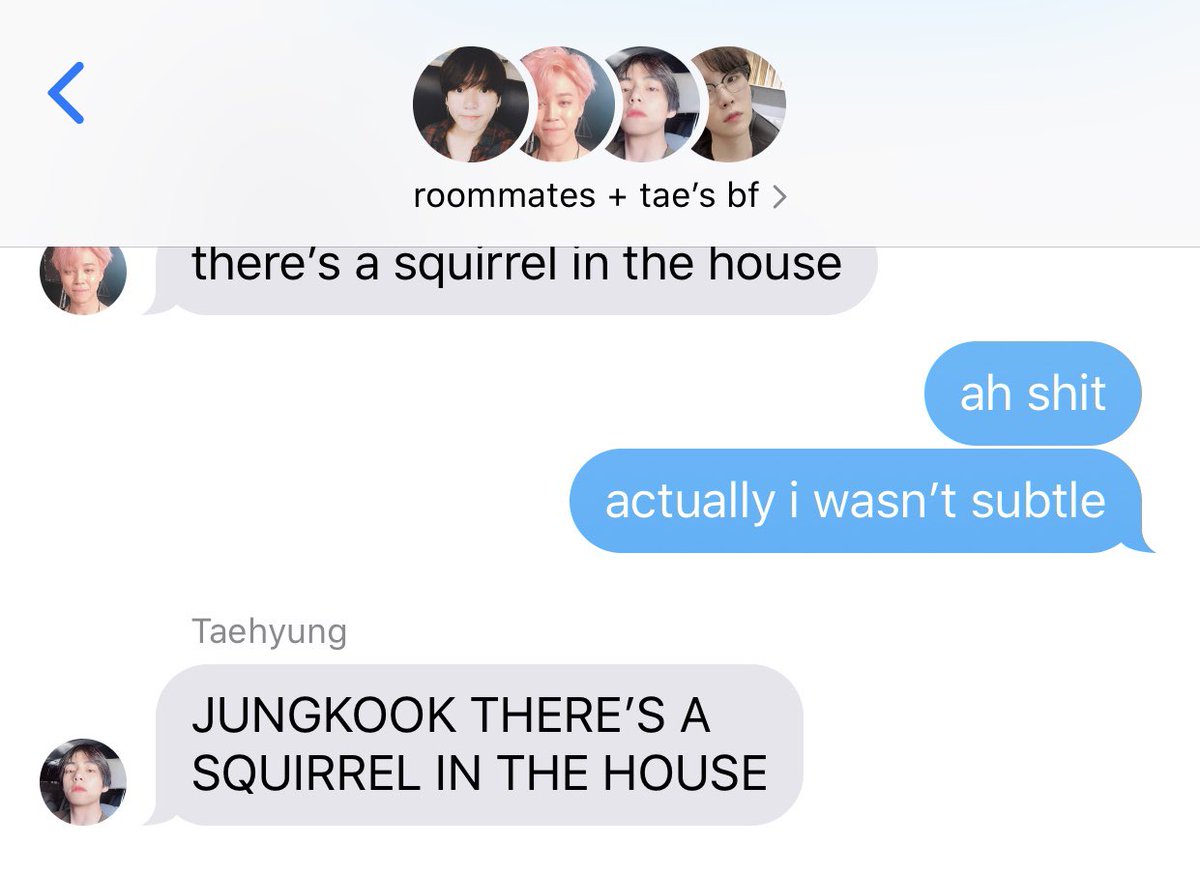 roommates + tae’s bf
there’s a squirrel in the house
ah shit
actually i wasn’t subtle
Taehyung
JUNGKOOK THERE’S A
SQUIRREL IN THE HOUSE